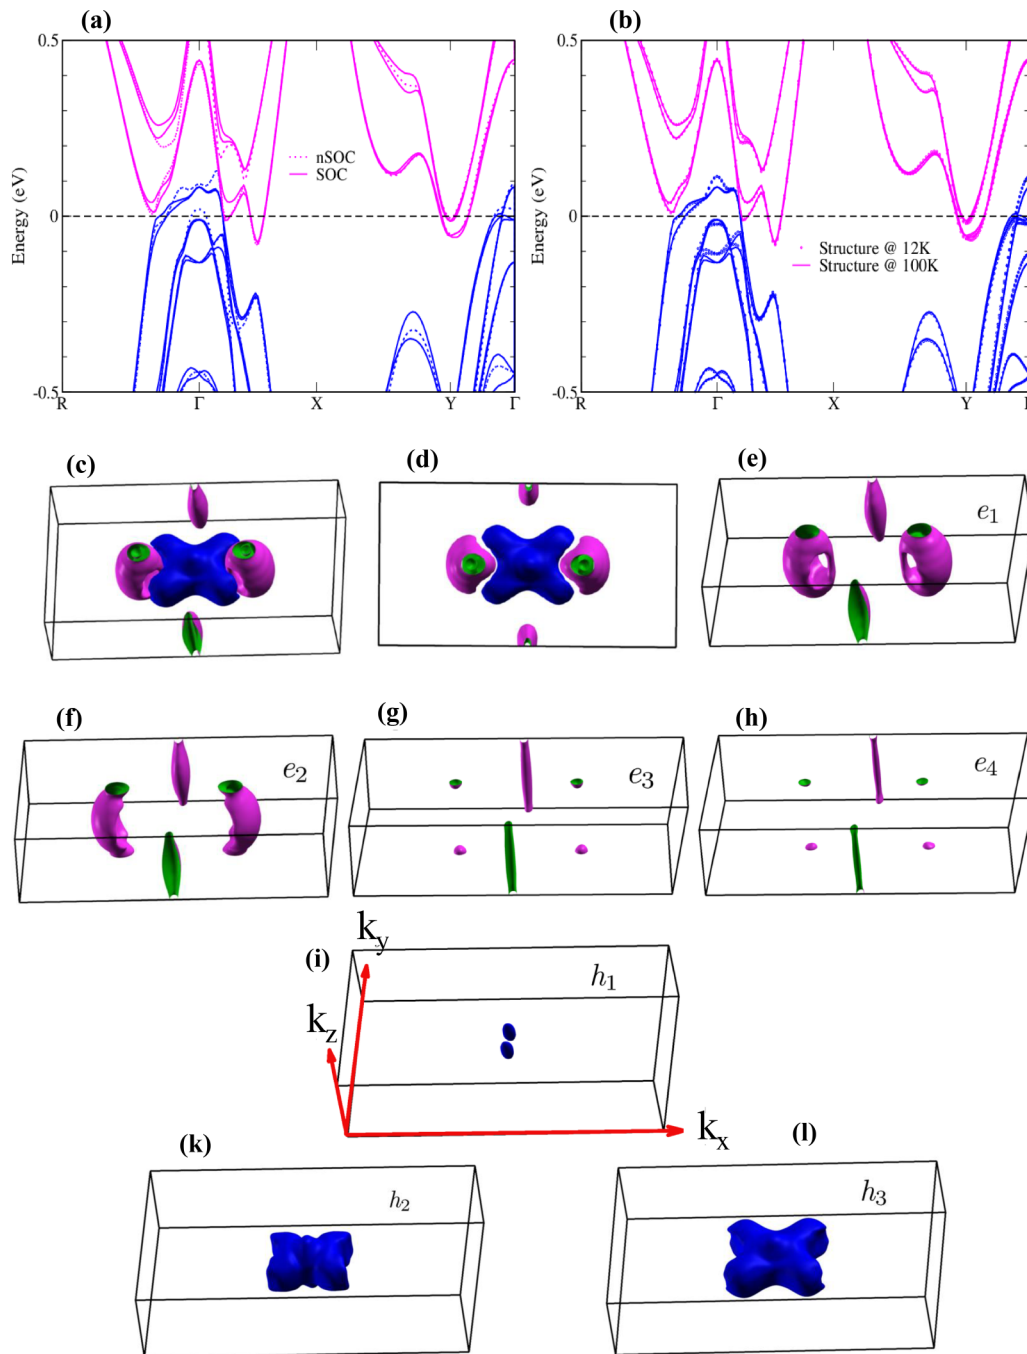 (a)
(b)
0.5
0
-0.5
Energy (eV)
nSOC
SOC
R Γ X Y Γ
0.5
0
-0.5
Energy (eV)
Structure @ 12K
Structure @ 100K
R Γ X Y
(c)
(d)
(e)
e1
(f)
e2
(g)
e3
(h)
e4
(i)
ky
kz
kx
h1
(k)
h2
(l)
h3